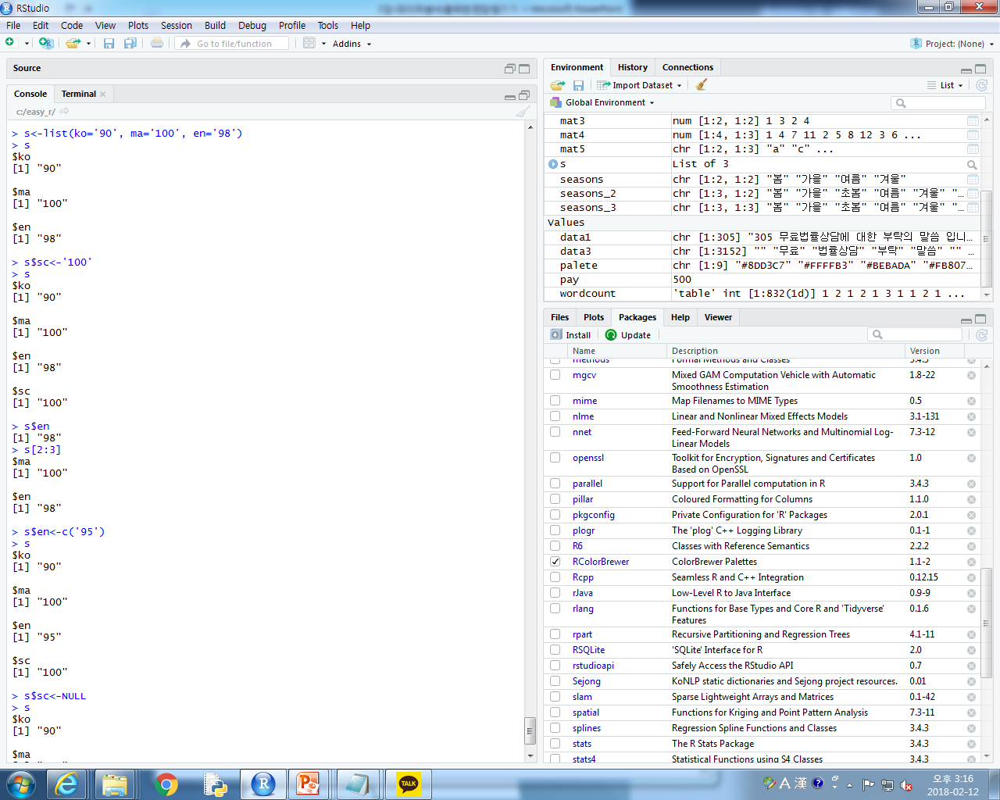 RStudio
File Edit Code View Plots Session Build Debug Profile Tools Help
Go to file/function
Addins
Project: (None)
Source
Console Terminal
c:/easy_r/
> s<-list(ko='90', ma='100', en='98')
> s
$ko
[1] "90"
$ma
[1] "100"
$en
[1] "98"
> s$sc<-'100'
> s
$ko
[1] "90"
$ma
[1] "100"
$en
[1] "98"
$sc
[1] "100"
> s$en
[1] "98"
> s[2:3]
$ma
[1] "100"
$en
[1] "98"
> s$en<-c('95')
> s
$ko
[1] "90"
$ma
[1] "100"
$en
[1] "95"
$sc
[1] "100"
> s$sc<-NULL
> s
$ko
[1] "90"
$ma
Environment History Connections
Import Dataset
List
Global Environment
mat3 num [1:2, 1:2] 1 3 2 4
mat4 num [1:4, 1:3] 1 4 7 11 2 5 8 12 3 6 ...
mat5 chr [1:2, 1:3] "a" "c" ...
s List of 3
seasons chr [1:2, 1:2] "봄" "가을" "여름" "겨울"
seasons_2 chr [1:3, 1:2] "봄" "가을" "초봄" "여름" "겨울" "…
seasons_3 chr [1:3, 1:3] "봄" "가을" "초봄" "여름" "겨울" "…
Values
data1 chr [1:305] "305 무료법률상담에 대한 부탁의 말씀 입니…
data3 chr [1:3152] "" "무료" "법률상담" "부탁" "말씀" "" …
palete chr [1:9] "#8DD3C7" "#FFFFB3" "#BEBADA" "#FB807…
pay 500
wordcount 'table' int [1:832(1d)] 1 2 1 2 1 3 1 1 2 1 ...
Files Plots Packages Help Viewer
Install Update
Name Description Version
methods Formal Methods and Classes 3.4.3
mgcv Mixed GAM Computation Vehicle with Automatic 1.8-22
Smoothness Estimation
mime Map Filenames to MIME Types 0.5
nlme Linear and Nonlinear Mixed Effects Models 3.1-131
nnet Feed-Forward Neural Networks and Multinomial Log- 7.3-12
Linear Models
openssl Toolkit for Encryption, Signatures and Certificates 1.0
Based on OpenSSL
parallel Support for Parallel computation in R 3.4.3
pillar Coloured Formatting for Columns 1.1.0
pkgconfig Private Configuration for 'R' Packages 2.0.1
plogr The 'plog' C++ Logging Library 0.1-1
R6 Classes with Reference Semantics 2.2.2
RColorBrewer ColorBrewer Palettes 1.1-2
Rcpp Seamless R and C++ Integration 0.12.15
rJava Low-Level R to Java Interface 0.9-9
rlang Functions for Base Types and Core R and 'Tidyverse' 0.1.6
Features
rpart Recursive Partitioning and Regression Trees 4.1-11
RSQLite 'SQLite' Interface for R 2.0
rstudioapi Safely Access the RStudio API 0.7
Sejong KoNLP static dictionaries and Sejong project resources. 0.01
slam Sparse Lightweight Arrays and Matrices 0.1-42
spatial Functions for Kriging and Point Pattern Analysis 7.3-11
splines Regression Spline Functions and Classes 3.4.3
stats The R Stats Package 3.4.3
stats4 Statistical Functions using S4 Classes 3.4.3
TALK
A 漢
오후 3:16
2018-02-12